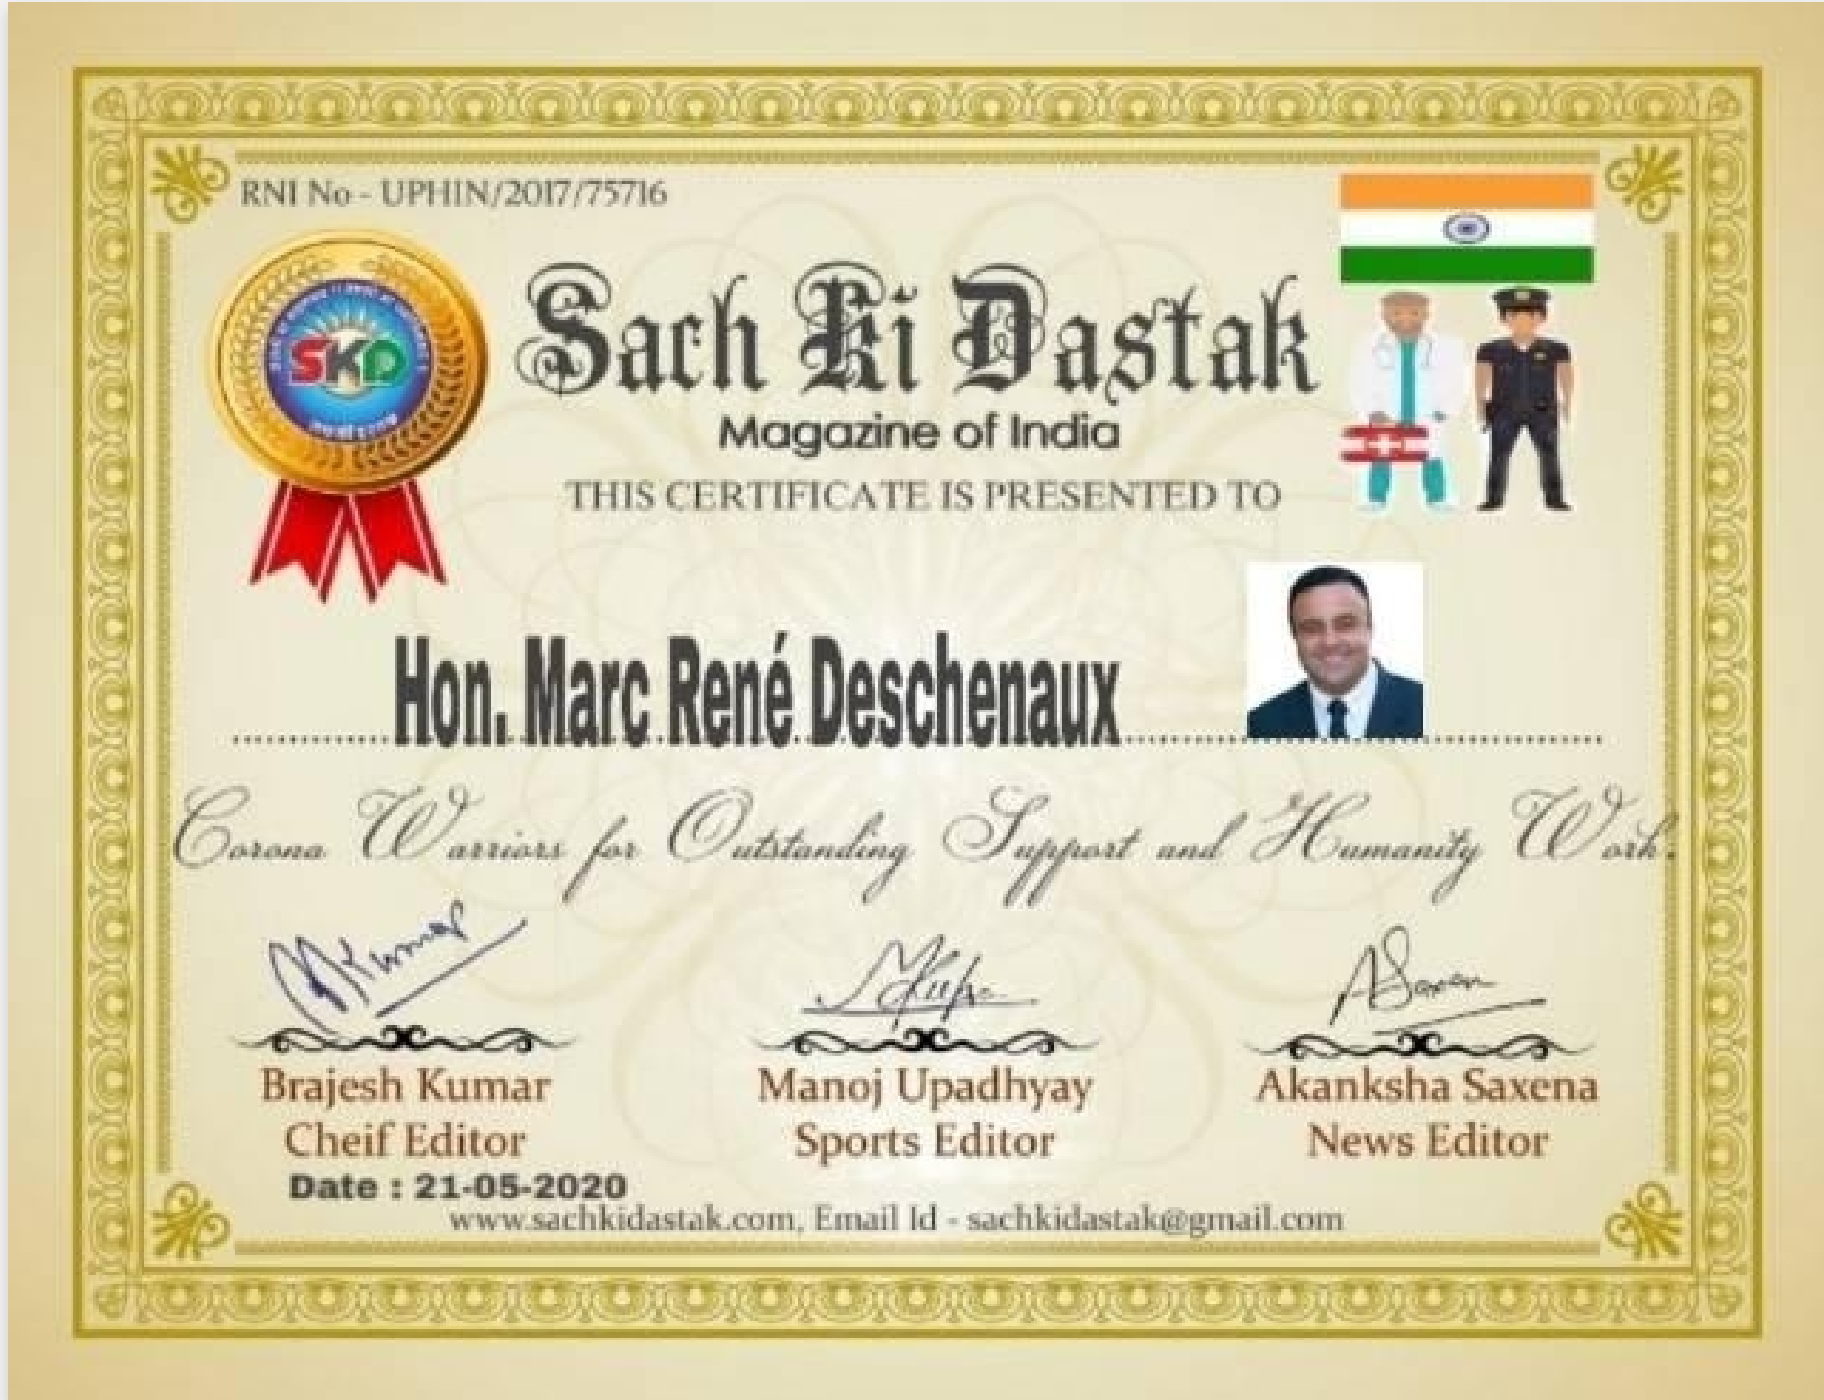 RNI No - UPHIN/2017/75716
SKD
Sach Ki Dastak
Magazine of India
THIS CERTIFICATE IS PRESENTED TO
Hon. Marc René Deschenaux
Corona Warriors for Outstanding Support and Humanity Work.
Brajesh Kumar
Cheif Editor
Manoj Upadhyay
Sports Editor
Akanksha Saxena
News Editor
Date : 21-05-2020
www.sachkidastak.com, Email Id - sachkidastak@gmail.com